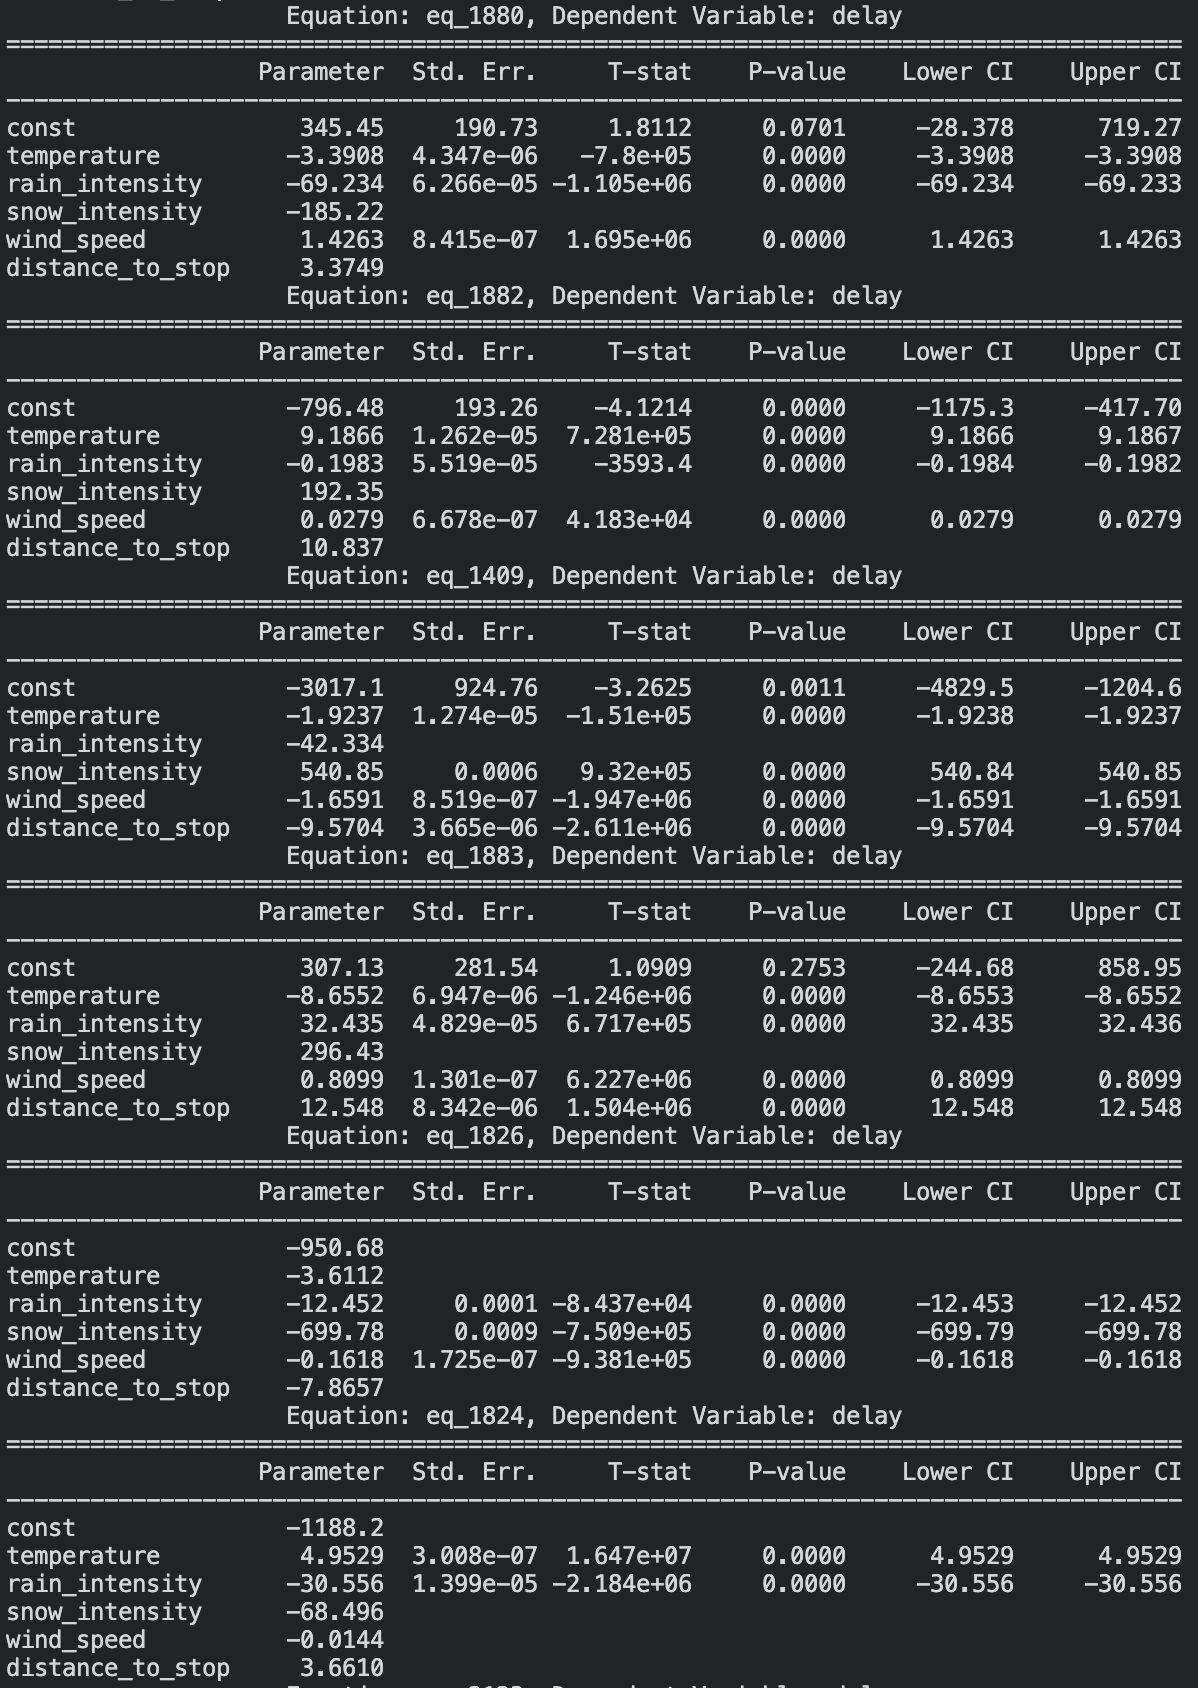 Equation: eq_1880, Dependent Variable: delay
====================================================================================
Parameter Std. Err. T-stat P-value Lower CI Upper CI
------------------------------------------------------------------------------------
const 345.45 190.73 1.8112 0.0701 -28.378 719.27
temperature -3.3908 4.347e-06 -7.8e+05 0.0000 -3.3908 -3.3908
rain_intensity -69.234 6.266e-05 -1.105e+06 0.0000 -69.234 -69.233
snow_intensity -185.22
wind_speed 1.4263 8.415e-07 1.695e+06 0.0000 1.4263 1.4263
distance_to_stop 3.3749
Equation: eq_1882, Dependent Variable: delay
====================================================================================
Parameter Std. Err. T-stat P-value Lower CI Upper CI
------------------------------------------------------------------------------------
const -796.48 193.26 -4.1214 0.0000 -1175.3 -417.70
temperature 9.1866 1.262e-05 7.281e+05 0.0000 9.1866 9.1867
rain_intensity -0.1983 5.519e-05 -3593.4 0.0000 -0.1984 -0.1982
snow_intensity 192.35
wind_speed 0.0279 6.678e-07 4.183e+04 0.0000 0.0279 0.0279
distance_to_stop 10.837
Equation: eq_1409, Dependent Variable: delay
====================================================================================
Parameter Std. Err. T-stat P-value Lower CI Upper CI
------------------------------------------------------------------------------------
const -3017.1 924.76 -3.2625 0.0011 -4829.5 -1204.6
temperature -1.9237 1.274e-05 -1.51e+05 0.0000 -1.9238 -1.9237
rain_intensity -42.334
snow_intensity 540.85 0.0006 9.32e+05 0.0000 540.84 540.85
wind_speed -1.6591 8.519e-07 -1.947e+06 0.0000 -1.6591 -1.6591
distance_to_stop -9.5704 3.665e-06 -2.611e+06 0.0000 -9.5704 -9.5704
Equation: eq_1883, Dependent Variable: delay
====================================================================================
Parameter Std. Err. T-stat P-value Lower CI Upper CI
------------------------------------------------------------------------------------
const 307.13 281.54 1.0909 0.2753 -244.68 858.95
temperature -8.6552 6.947e-06 -1.246e+06 0.0000 -8.6553 -8.6552
rain_intensity 32.435 4.829e-05 6.717e+05 0.0000 32.435 32.436
snow_intensity 296.43
wind_speed 0.8099 1.301e-07 6.227e+06 0.0000 0.8099 0.8099
distance_to_stop 12.548 8.342e-06 1.504e+06 0.0000 12.548 12.548
Equation: eq_1826, Dependent Variable: delay
====================================================================================
Parameter Std. Err. T-stat P-value Lower CI Upper CI
------------------------------------------------------------------------------------
const -950.68
temperature -3.6112
rain_intensity -12.452 0.0001 -8.437e+04 0.0000 -12.453 -12.452
snow_intensity -699.78 0.0009 -7.509e+05 0.0000 -699.79 -699.78
wind_speed -0.1618 1.725e-07 -9.381e+05 0.0000 -0.1618 -0.1618
distance_to_stop -7.8657
Equation: eq_1824, Dependent Variable: delay
====================================================================================
Parameter Std. Err. T-stat P-value Lower CI Upper CI
------------------------------------------------------------------------------------
const -1188.2
temperature 4.9529 3.008e-07 1.647e+07 0.0000 4.9529 4.9529
rain_intensity -30.556 1.399e-05 -2.184e+06 0.0000 -30.556 -30.556
snow_intensity -68.496
wind_speed -0.0144
distance_to_stop 3.6610